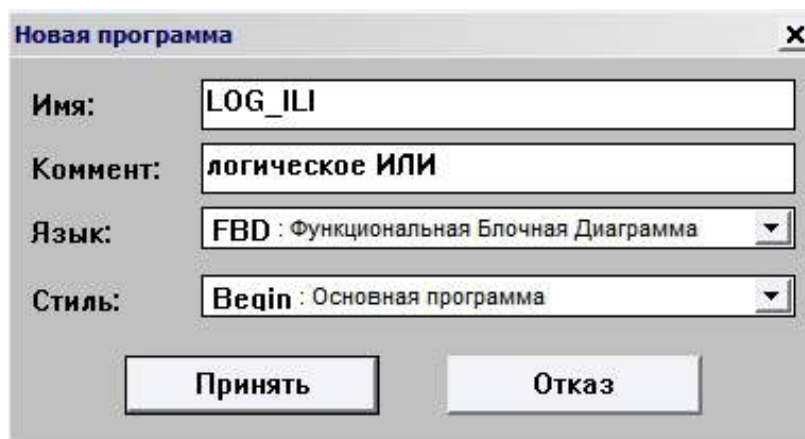 Новая программа
Имя: LOG_ILI
Коммент: логическое ИЛИ
Язык: FBD : Функциональная Блочная Диаграмма
Стиль: Begin : Основная программа
Принять Отказ